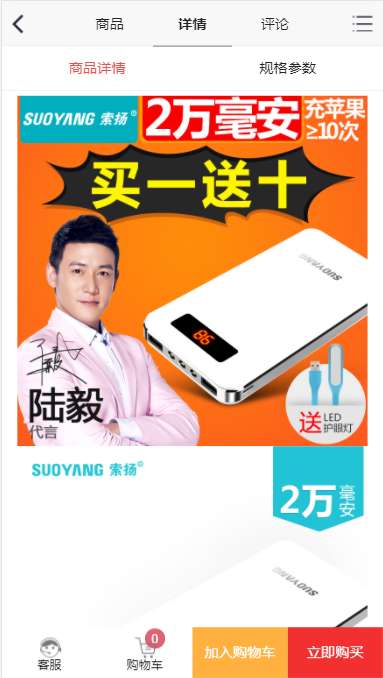 商品 详情 评论
商品详情 规格参数
SUOYANG 索扬®
2万毫安
充苹果
≥10次
买一送十
SUOYANG
86
陆毅
代言
送
LED
护眼灯
SUOYANG 索扬®
2万毫安
SUOYANG
0
客服 购物车 加入购物车 立即购买